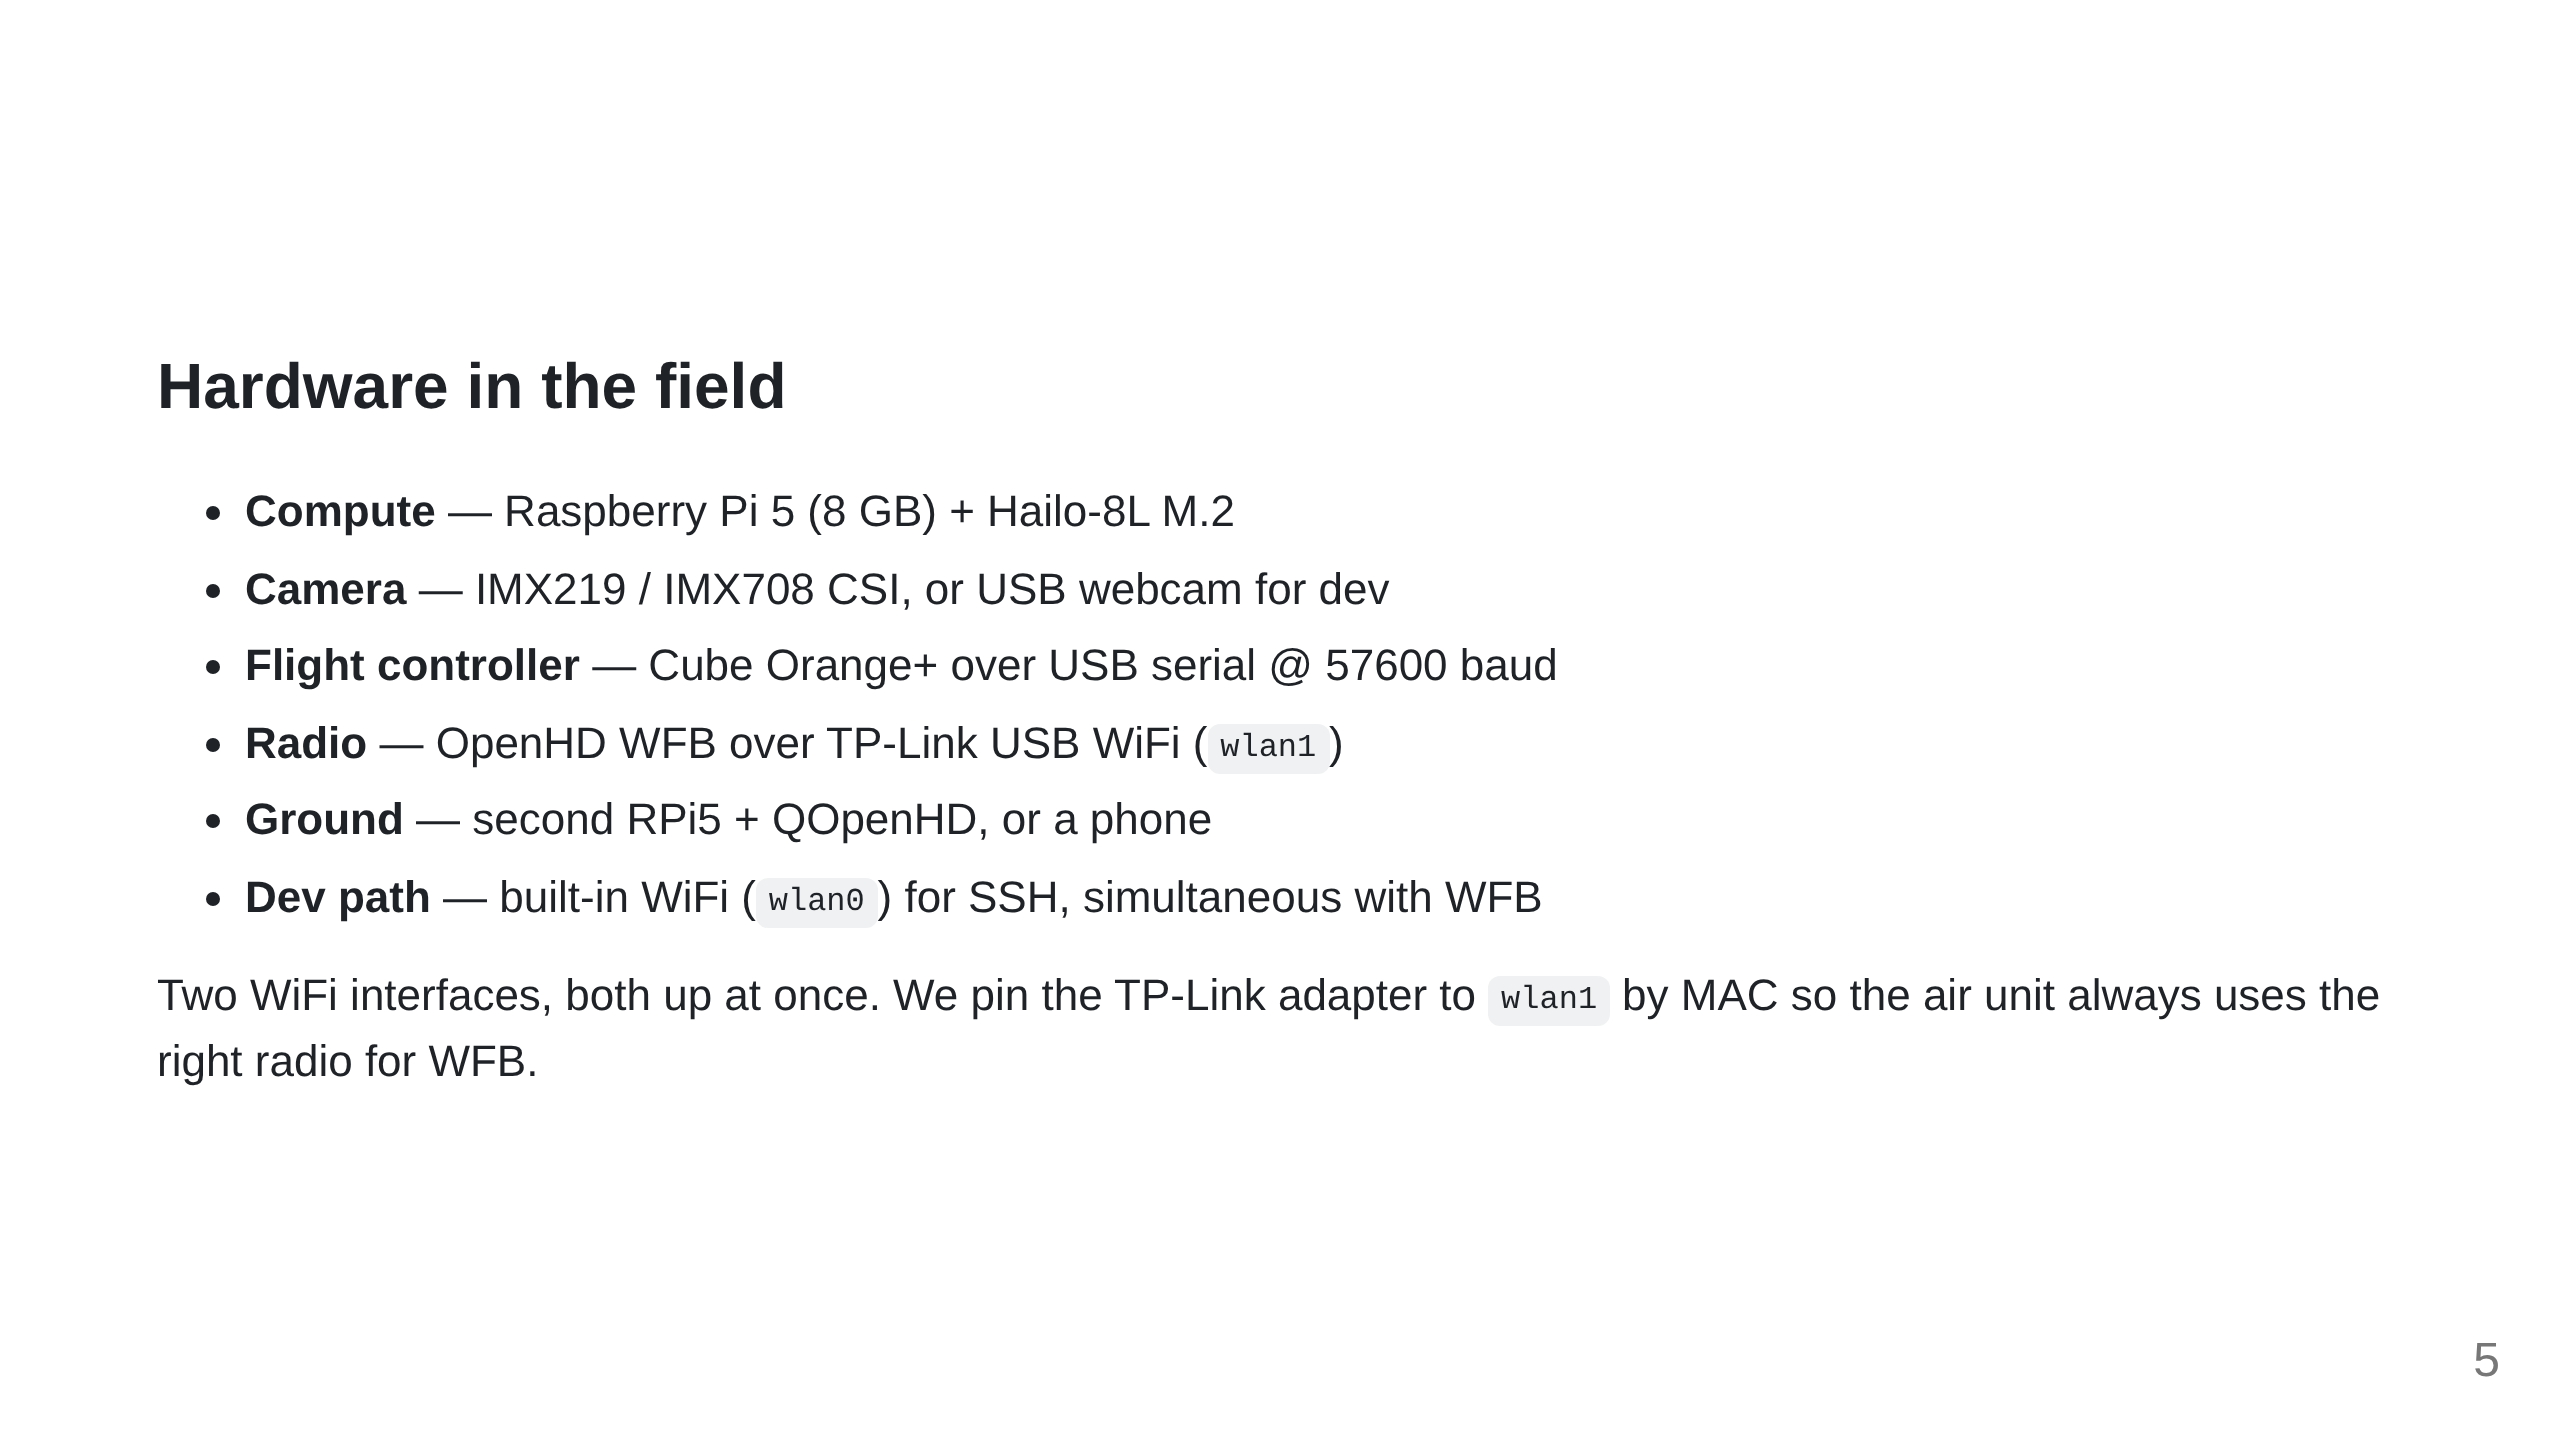 Hardware in the field
• Compute — Raspberry Pi 5 (8 GB) + Hailo-8L M.2
• Camera — IMX219 / IMX708 CSI, or USB webcam for dev
• Flight controller — Cube Orange+ over USB serial @ 57600 baud
• Radio — OpenHD WFB over TP-Link USB WiFi (wlan1)
• Ground — second RPi5 + QOpenHD, or a phone
• Dev path — built-in WiFi (wlan0) for SSH, simultaneous with WFB
Two WiFi interfaces, both up at once. We pin the TP-Link adapter to wlan1 by MAC so the air unit always uses the
right radio for WFB.
5